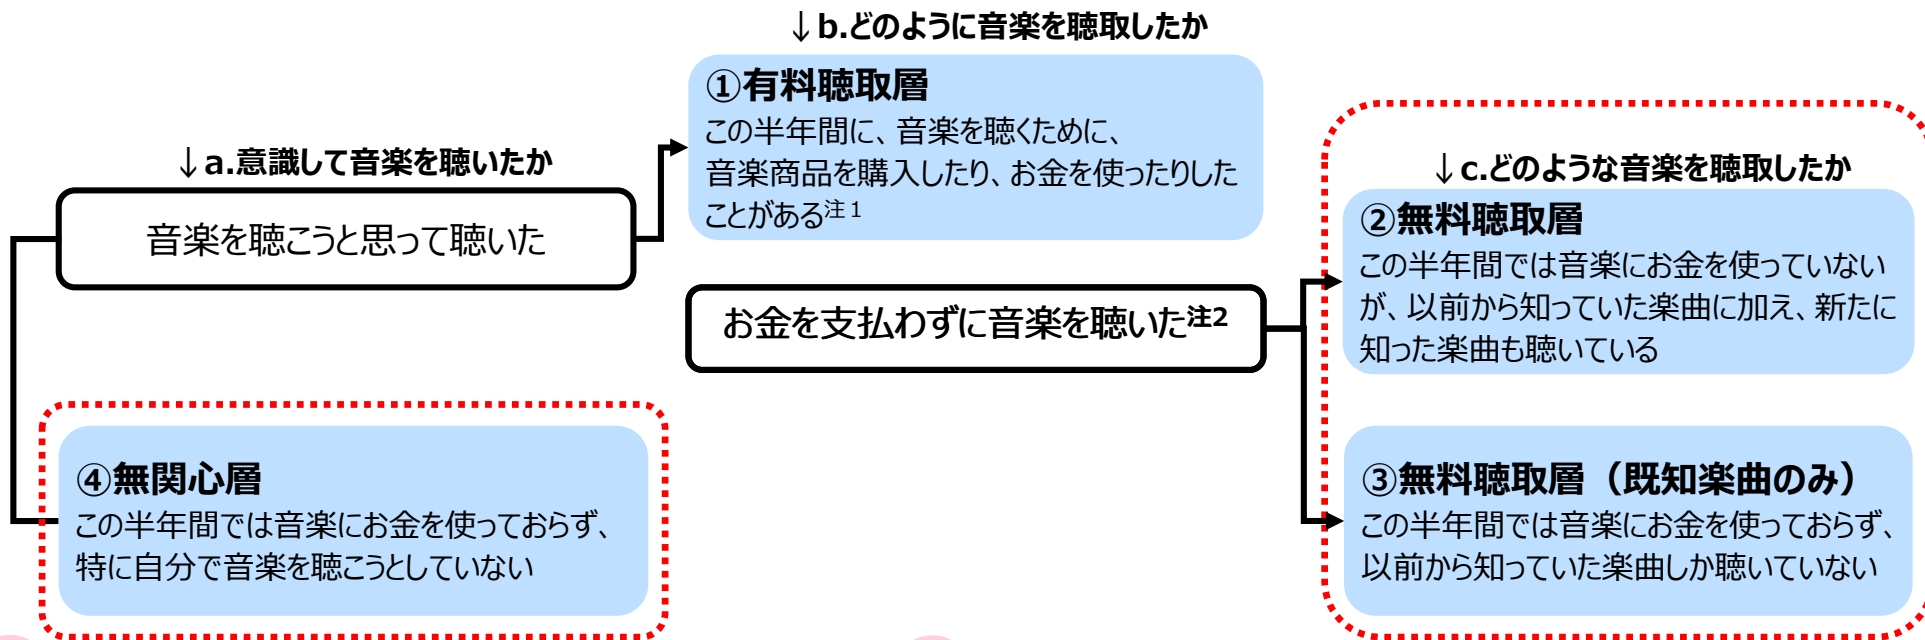 ↓a.意識して音楽を聴いたか
音楽を聴こうと思って聴いた
④無関心層
この半年間では音楽にお金を使っておらず、
特に自分で音楽を聴こうとしていない
↓b.どのように音楽を聴取したか
①有料聴取層
この半年間に、音楽を聴くために、
音楽商品を購入したり、お金を使ったりした
ことがある注1
お金を支払わずに音楽を聴いた注2
↓c.どのような音楽を聴取したか
②無料聴取層
この半年間では音楽にお金を使っていない
が、以前から知っていた楽曲に加え、新たに
知った楽曲も聴いている
③無料聴取層（既知楽曲のみ）
この半年間では音楽にお金を使っておらず、
以前から知っていた楽曲しか聴いていない